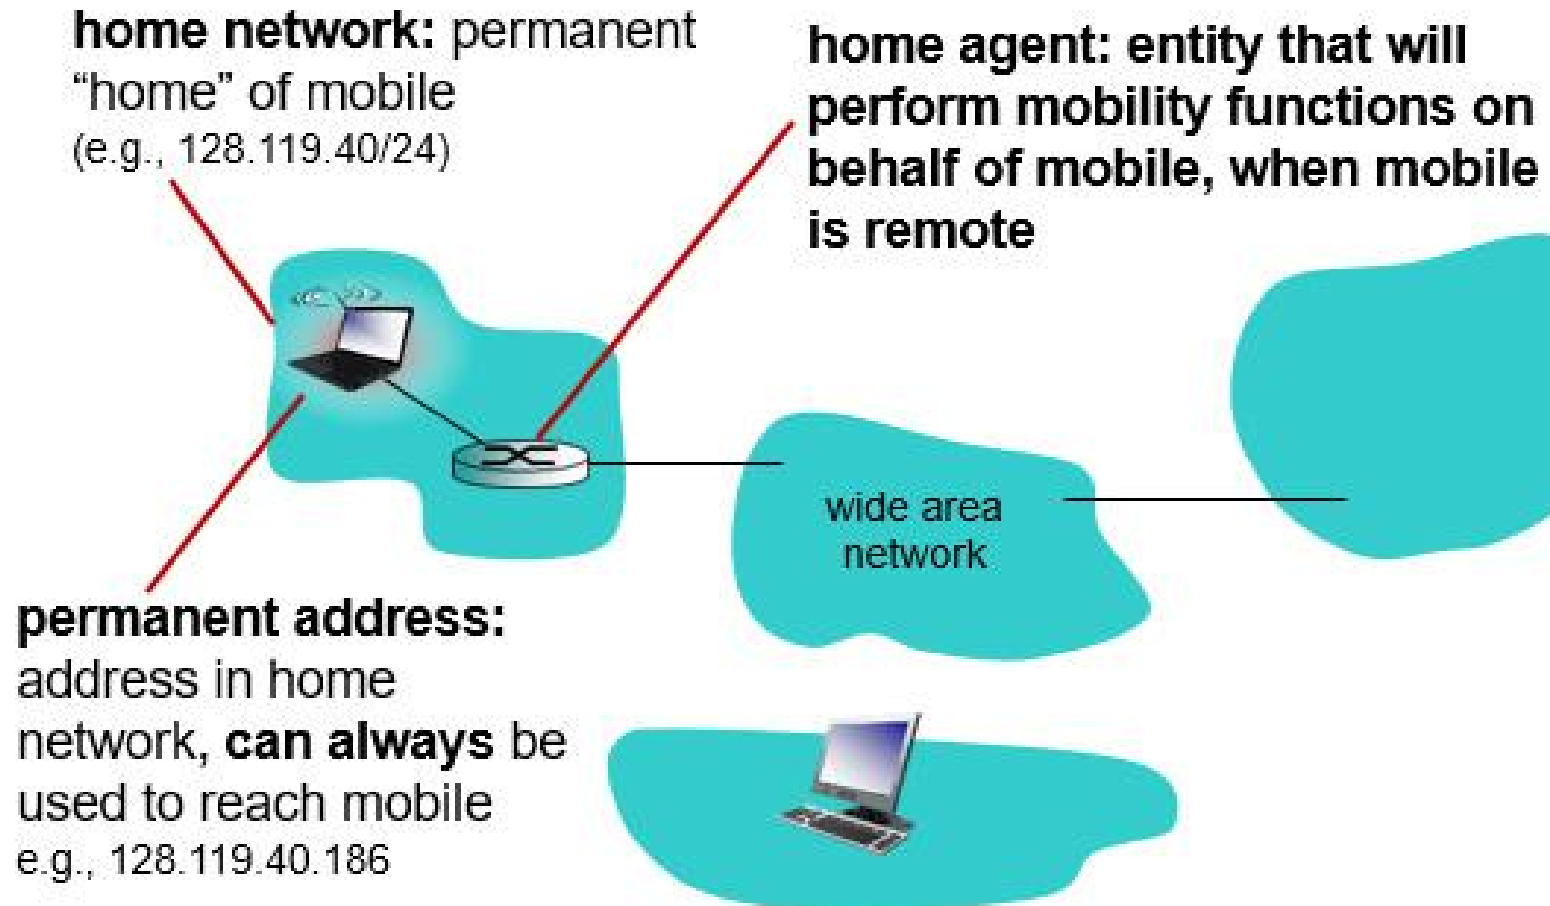 home network: permanent
“home” of mobile
(e.g., 128.119.40/24)
home agent: entity that will
perform mobility functions on
behalf of mobile, when mobile
is remote
wide area
network
permanent address:
address in home
network, can always be
used to reach mobile
e.g., 128.119.40.186